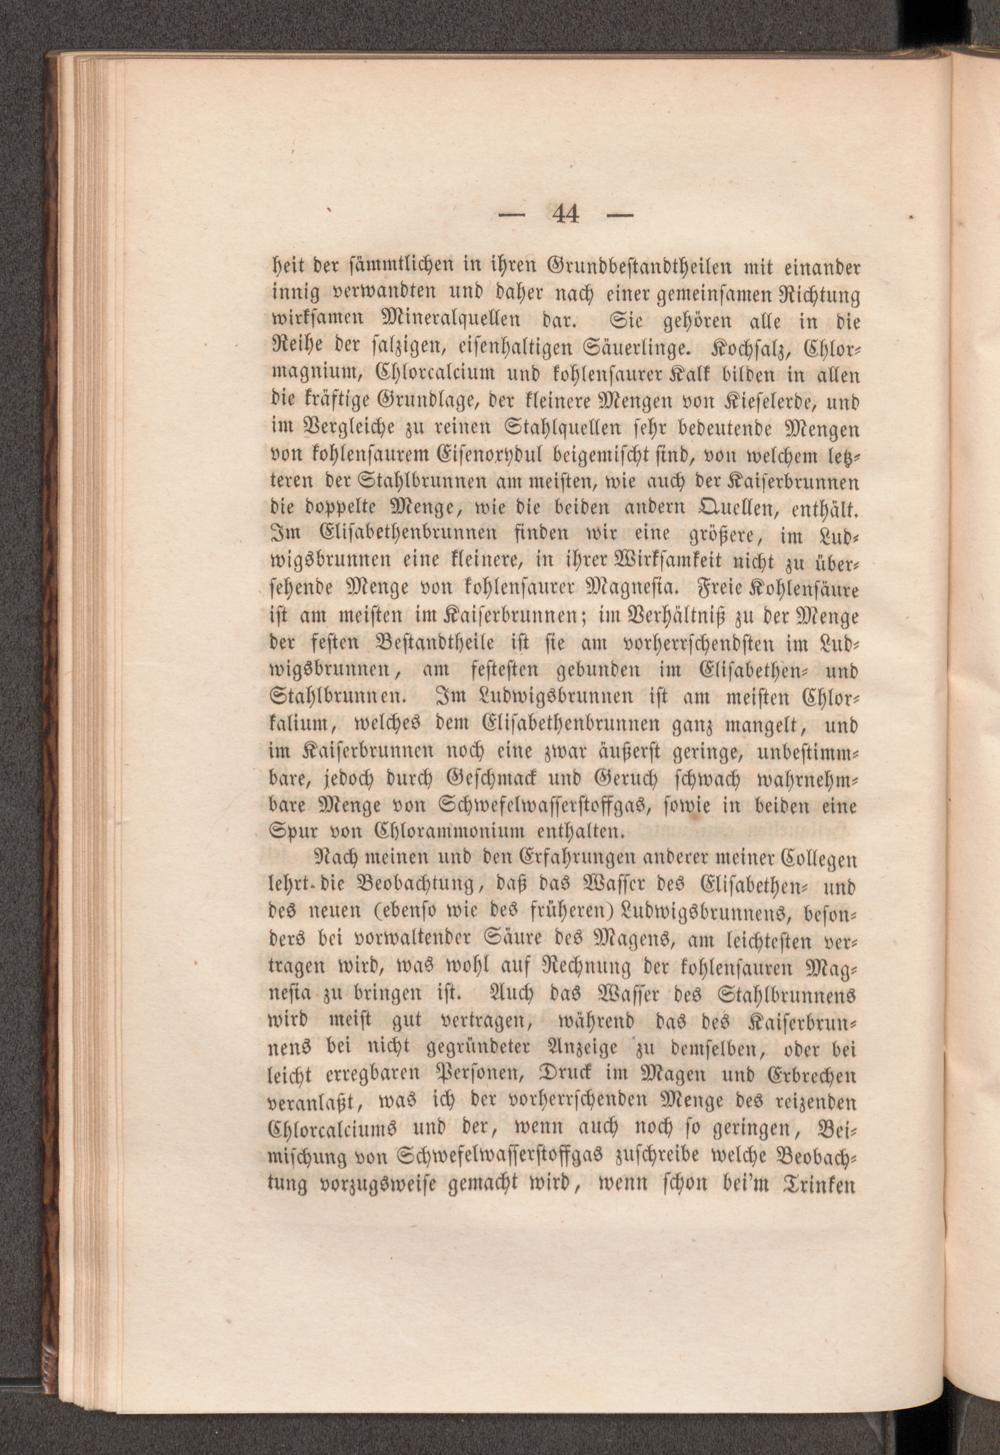 — 44 —
heit der sämmtlichen in ihren Grundbestandtheilen mit einander
innig verwandten und daher nach einer gemeinsamen Richtung
wirksamen Mineralquellen dar. Sie gehören alle in die
Reihe der salzigen, eisenhaltigen Säuerlinge. Kochsalz, Chlor-
magnium, Chlorcalcium und kohlensaurer Kalk bilden in allen
die kräftige Grundlage, der kleinere Mengen von Kieselerde, und
im Vergleiche zu reinen Stahlquellen sehr bedeutende Mengen
von kohlensaurem Eisenoxydul beigemischt sind, von welchem letz-
teren der Stahlbrunnen am meisten, wie auch der Kaiserbrunnen
die doppelte Menge, wie die beiden andern Quellen, enthält.
Im Elisabethenbrunnen finden wir eine größere, im Lud-
wigsbrunnen eine kleinere, in ihrer Wirksamkeit nicht zu über-
sehende Menge von kohlensaurer Magnesia. Freie Kohlensäure
ist am meisten im Kaiserbrunnen; im Verhältniß zu der Menge
der festen Bestandtheile ist sie am vorherrschendsten im Lud-
wigsbrunnen, am festesten gebunden im Elisabethen- und
Stahlbrunnen. Im Ludwigsbrunnen ist am meisten Chlor-
kalium, welches dem Elisabethenbrunnen ganz mangelt, und
im Kaiserbrunnen noch eine zwar äußerst geringe, unbestimm-
bare, jedoch durch Geschmack und Geruch schwach wahrnehm-
bare Menge von Schwefelwasserstoffgas, sowie in beiden eine
Spur von Chlorammonium enthalten.
Nach meinen und den Erfahrungen anderer meiner Collegen
lehrt die Beobachtung, daß das Wasser des Elisabethen- und
des neuen (ebenso wie des früheren) Ludwigsbrunnens, beson-
ders bei vorwaltender Säure des Magens, am leichtesten ver-
tragen wird, was wohl auf Rechnung der kohlensauren Mag-
nesia zu bringen ist. Auch das Wasser des Stahlbrunnens
wird meist gut vertragen, während das des Kaiserbrun-
nens bei nicht gegründeter Anzeige zu demselben, oder bei
leicht erregbaren Personen, Druck im Magen und Erbrechen
veranlaßt, was ich der vorherrschenden Menge des reizenden
Chlorcalciums und der, wenn auch noch so geringen, Bei-
mischung von Schwefelwasserstoffgas zuschreibe welche Beobach-
tung vorzugsweise gemacht wird, wenn schon bei'm Trinken